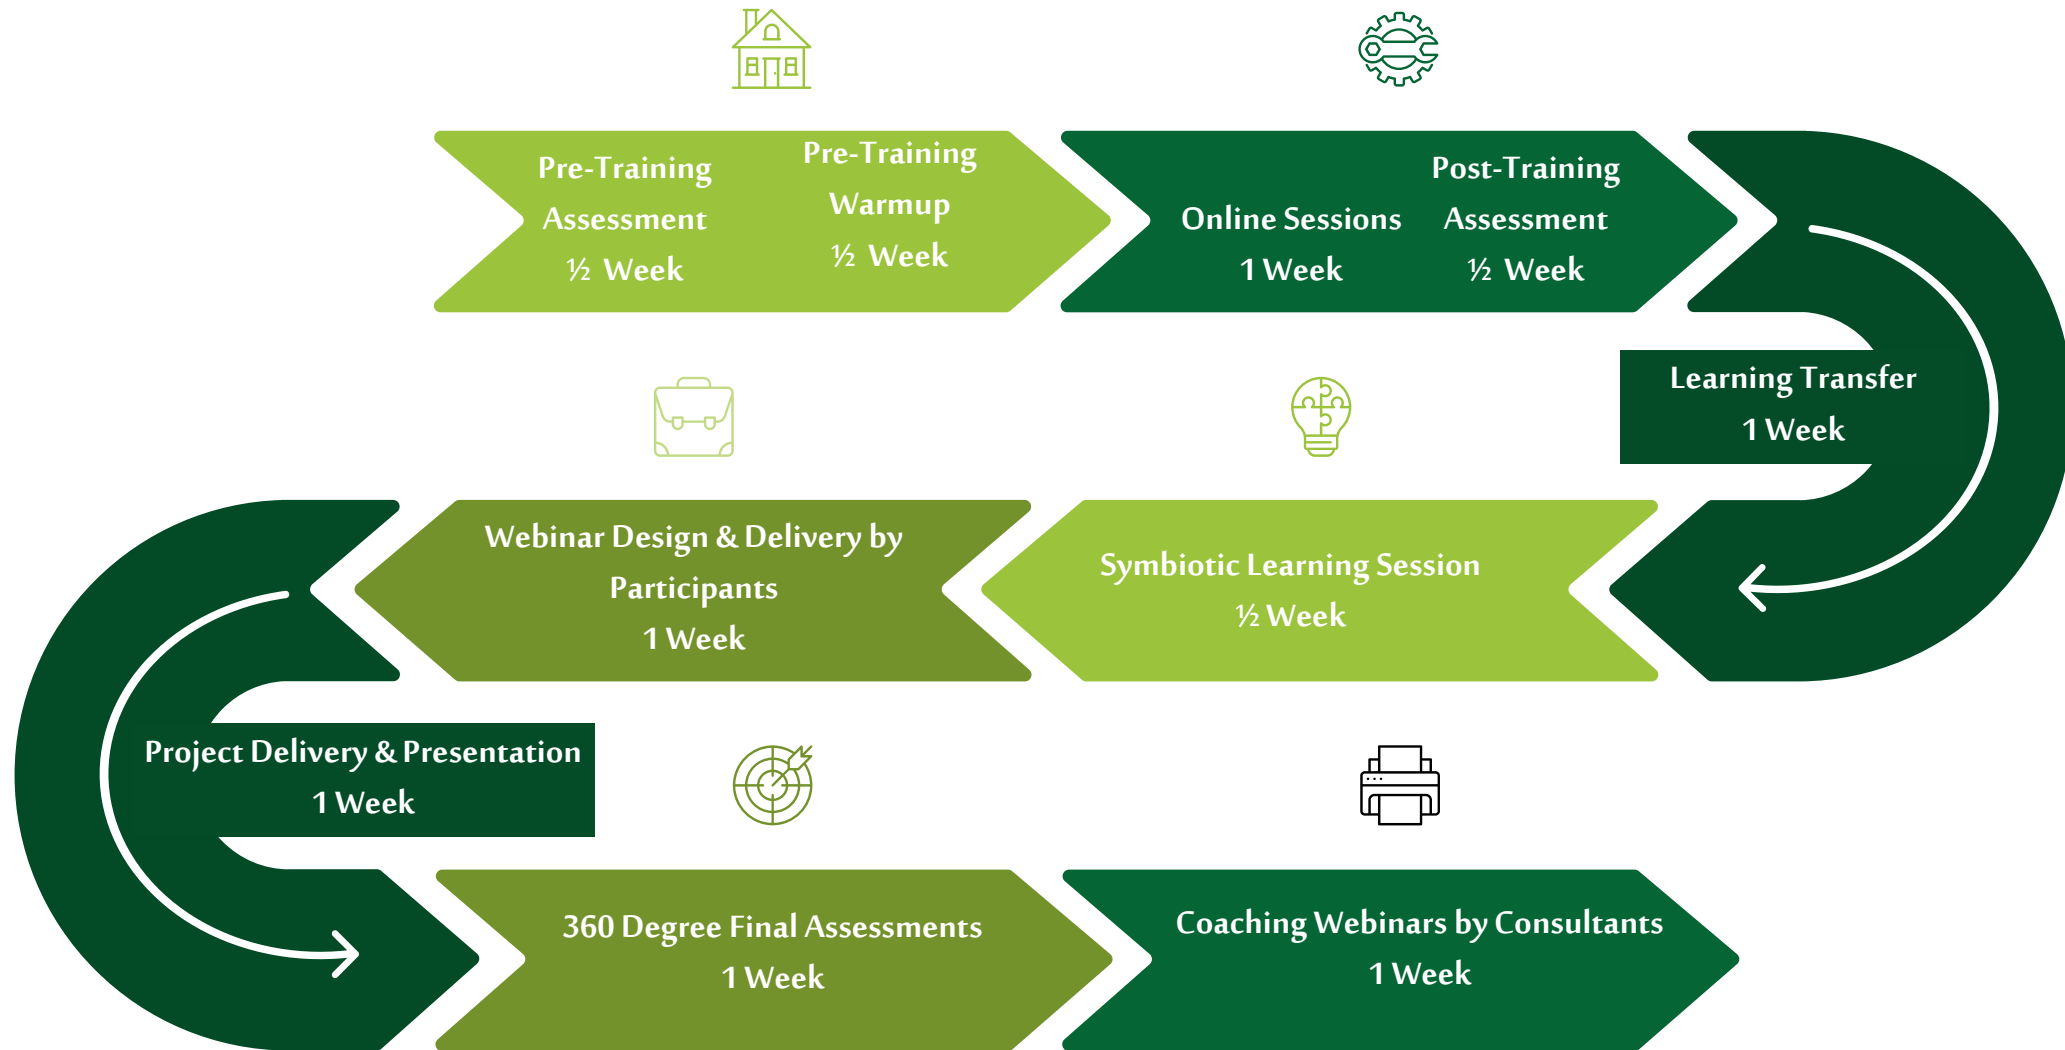 Pre-Training
Assessment
½ Week
Pre-Training
Warmup
½ Week
Online Sessions
1 Week
Post-Training
Assessment
½ Week
Learning Transfer
1 Week
Symbiotic Learning Session
½ Week
Webinar Design & Delivery by
Participants
1 Week
Project Delivery & Presentation
1 Week
360 Degree Final Assessments
1 Week
Coaching Webinars by Consultants
1 Week